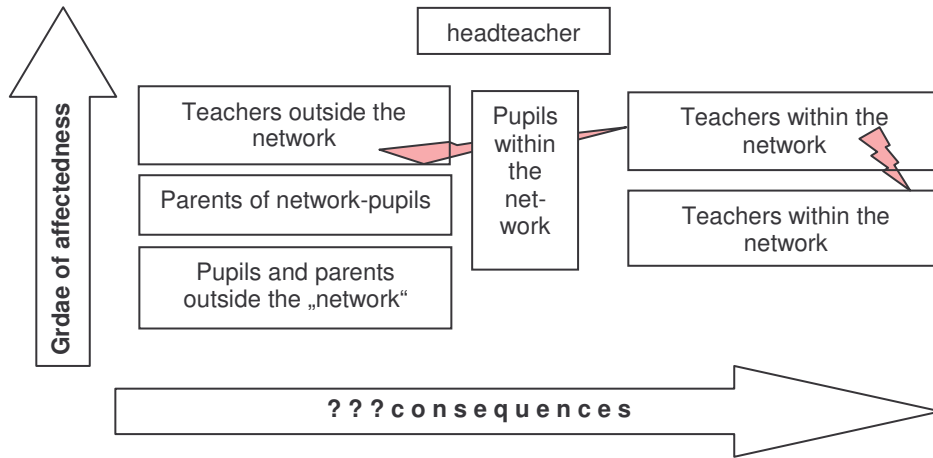 headteacher
Grdae of affectedness
Teachers outside the
network
Parents of network-pupils
Pupils and parents
outside the „network“
Pupils
within
the
net-
work
Teachers within the
network
Teachers within the
network
? ? ? c o n s e q u e n c e s